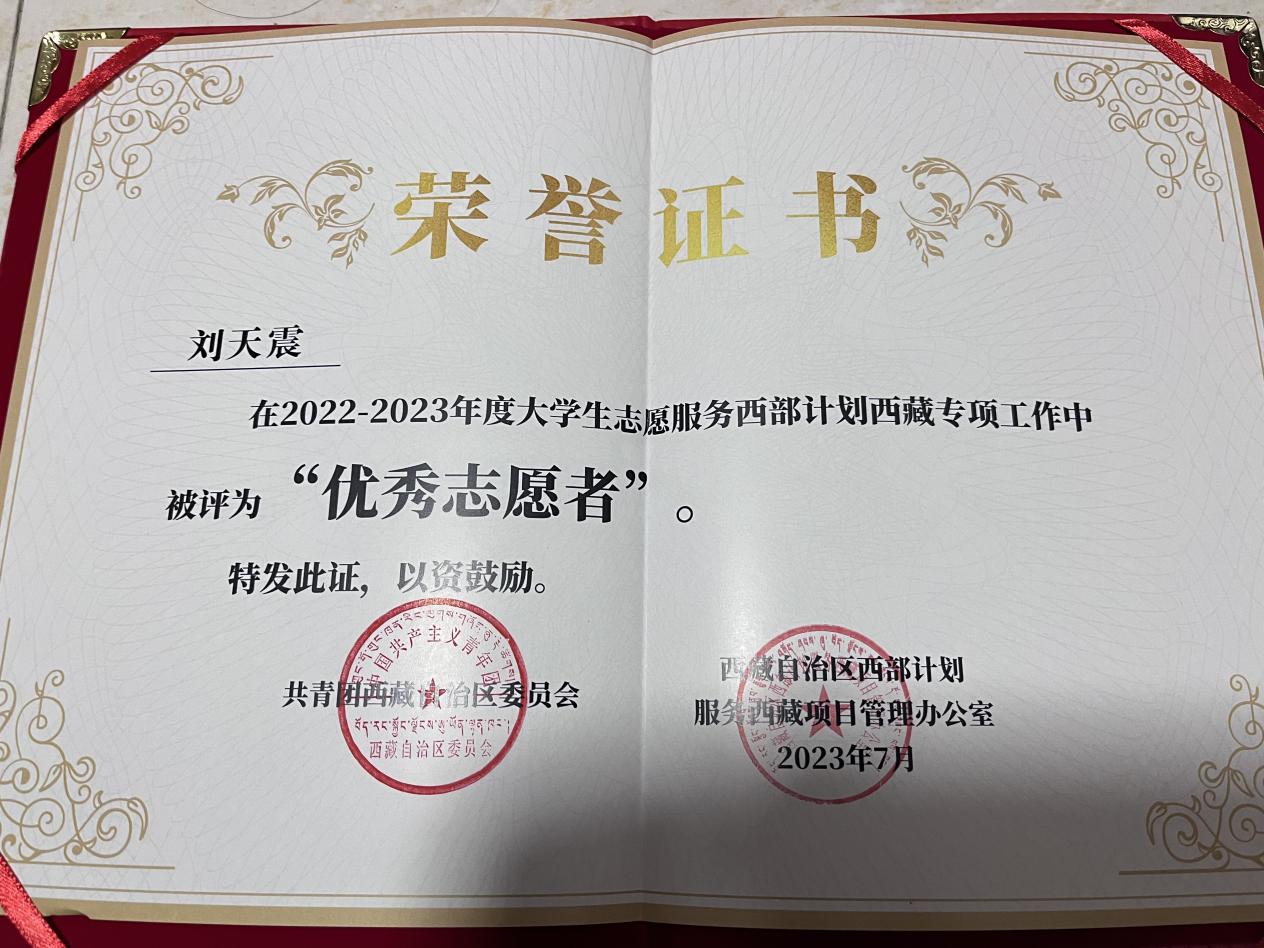 荣誉证书
刘天震
在2022-2023年度大学生志愿服务西部计划西藏专项工作中
被评为“优秀志愿者”。
特发此证，以资鼓励。
共青团西藏自治区委员会
中国共产主义青年团
西藏自治区委员会
西藏自治区西部计划
服务西藏项目管理办公室
2023年7月